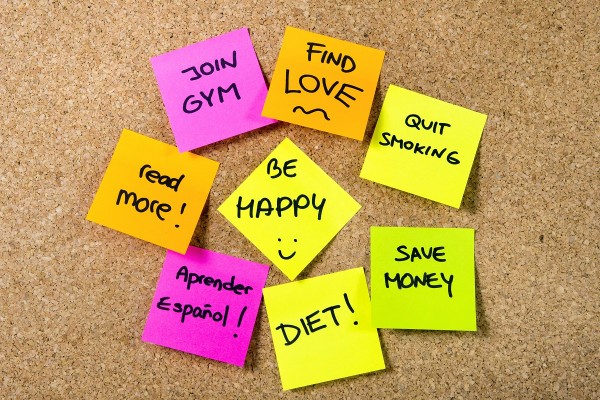 JOIN
GYM
FIND
LOVE
QUIT
SMOKING
read
more!
BE
HAPPY
SAVE
MONEY
Aprender
Español!
DIET!